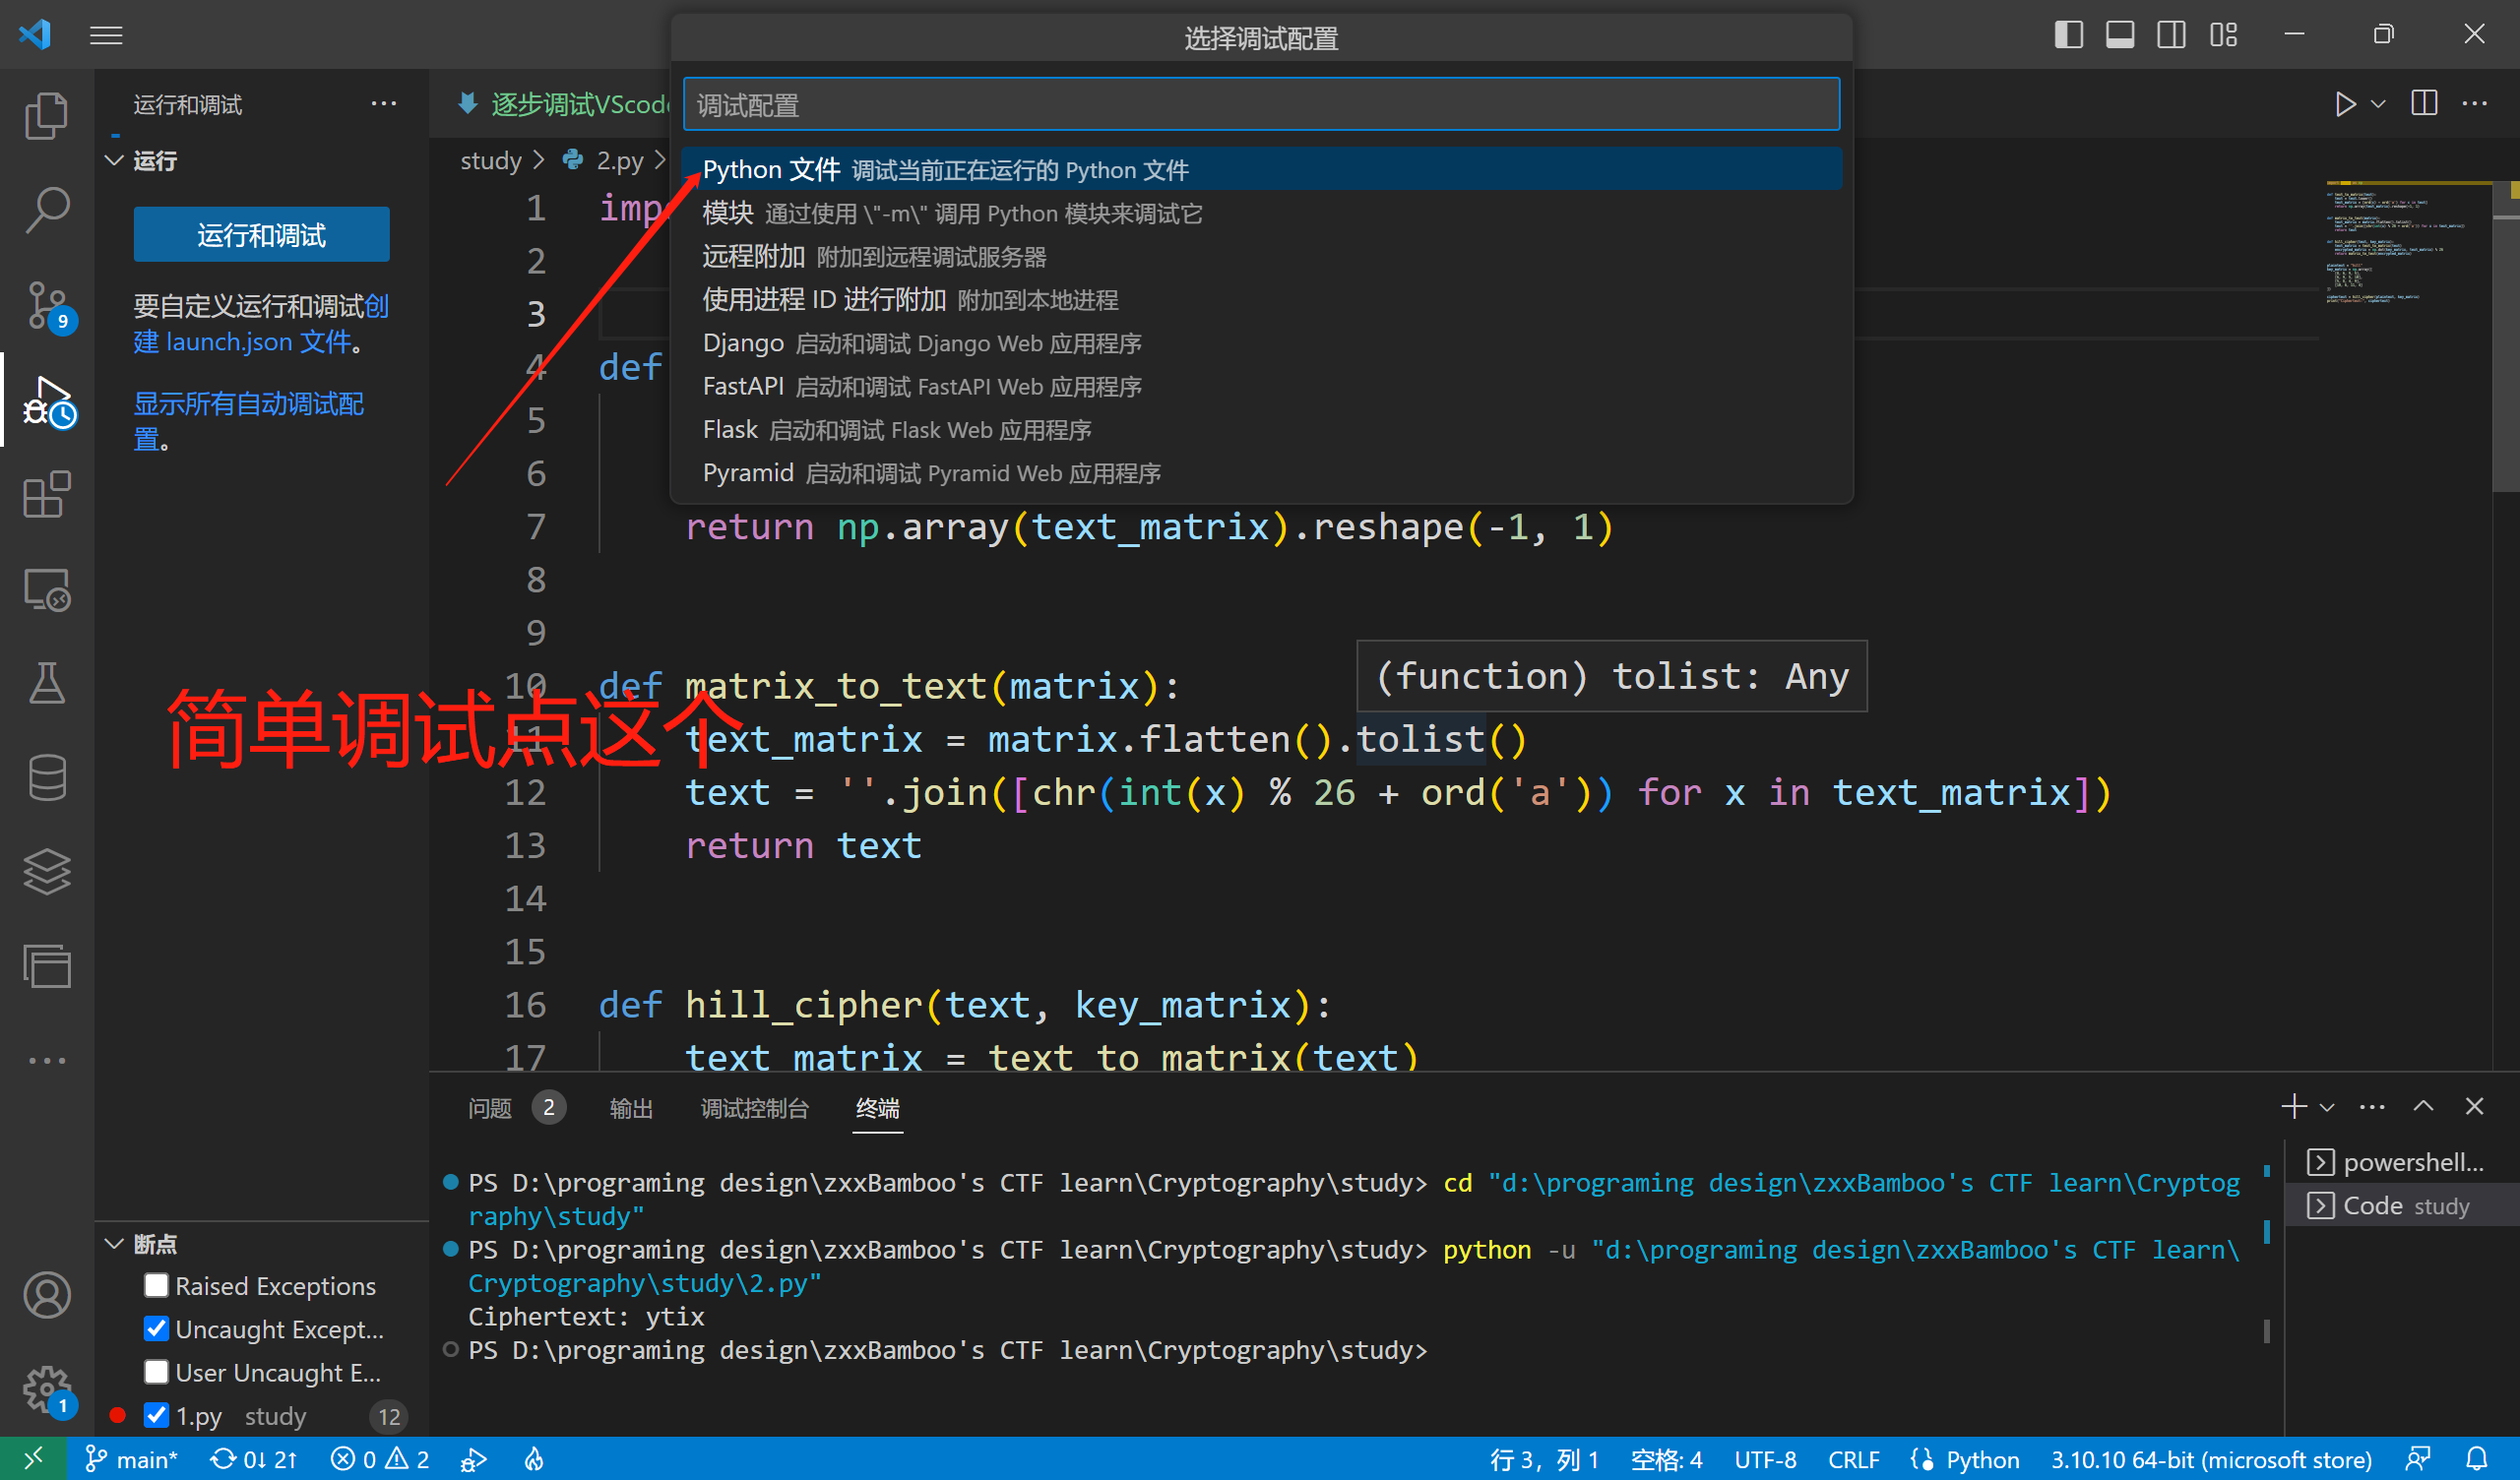 选择调试配置
调试配置
Python 文件 调试当前正在运行的 Python 文件
模块 通过使用 \"-m\" 调用 Python 模块来调试它
远程附加 附加到远程调试服务器
使用进程 ID 进行附加 附加到本地进程
Django 启动和调试 Django Web 应用程序
FastAPI 启动和调试 FastAPI Web 应用程序
Flask 启动和调试 Flask Web 应用程序
Pyramid 启动和调试 Pyramid Web 应用程序
运行和调试
运行
运行和调试
要自定义运行和调试创
建 launch.json 文件。
显示所有自动调试配
置。
9
简单调试点这个
逐步调试VScod
study > 2.py >
1 imp
2
3
4 def
5
6
7 return np.array(text_matrix).reshape(-1, 1)
8
9
(function) tolist: Any
10 def matrix_to_text(matrix):
11 text_matrix = matrix.flatten().tolist()
12 text = ''.join([chr(int(x) % 26 + ord('a')) for x in text_matrix])
13 return text
14
15
16 def hill_cipher(text, key_matrix):
17 text_matrix = text_to_matrix(text)
问题 2 输出 调试控制台 终端
PS D:\programing design\zxxBamboo's CTF learn\Cryptography\study> cd "d:\programing design\zxxBamboo's CTF learn\Cryptog
raphy\study"
PS D:\programing design\zxxBamboo's CTF learn\Cryptography\study> python -u "d:\programing design\zxxBamboo's CTF learn\
Cryptography\study\2.py"
Ciphertext: ytix
PS D:\programing design\zxxBamboo's CTF learn\Cryptography\study>
powershell...
Code study
断点
Raised Exceptions
Uncaught Except...
User Uncaught E...
1.py study 12
1
main* 0↓ 2↑ 0 2
行 3，列 1 空格: 4 UTF-8 CRLF Python 3.10.10 64-bit (microsoft store)